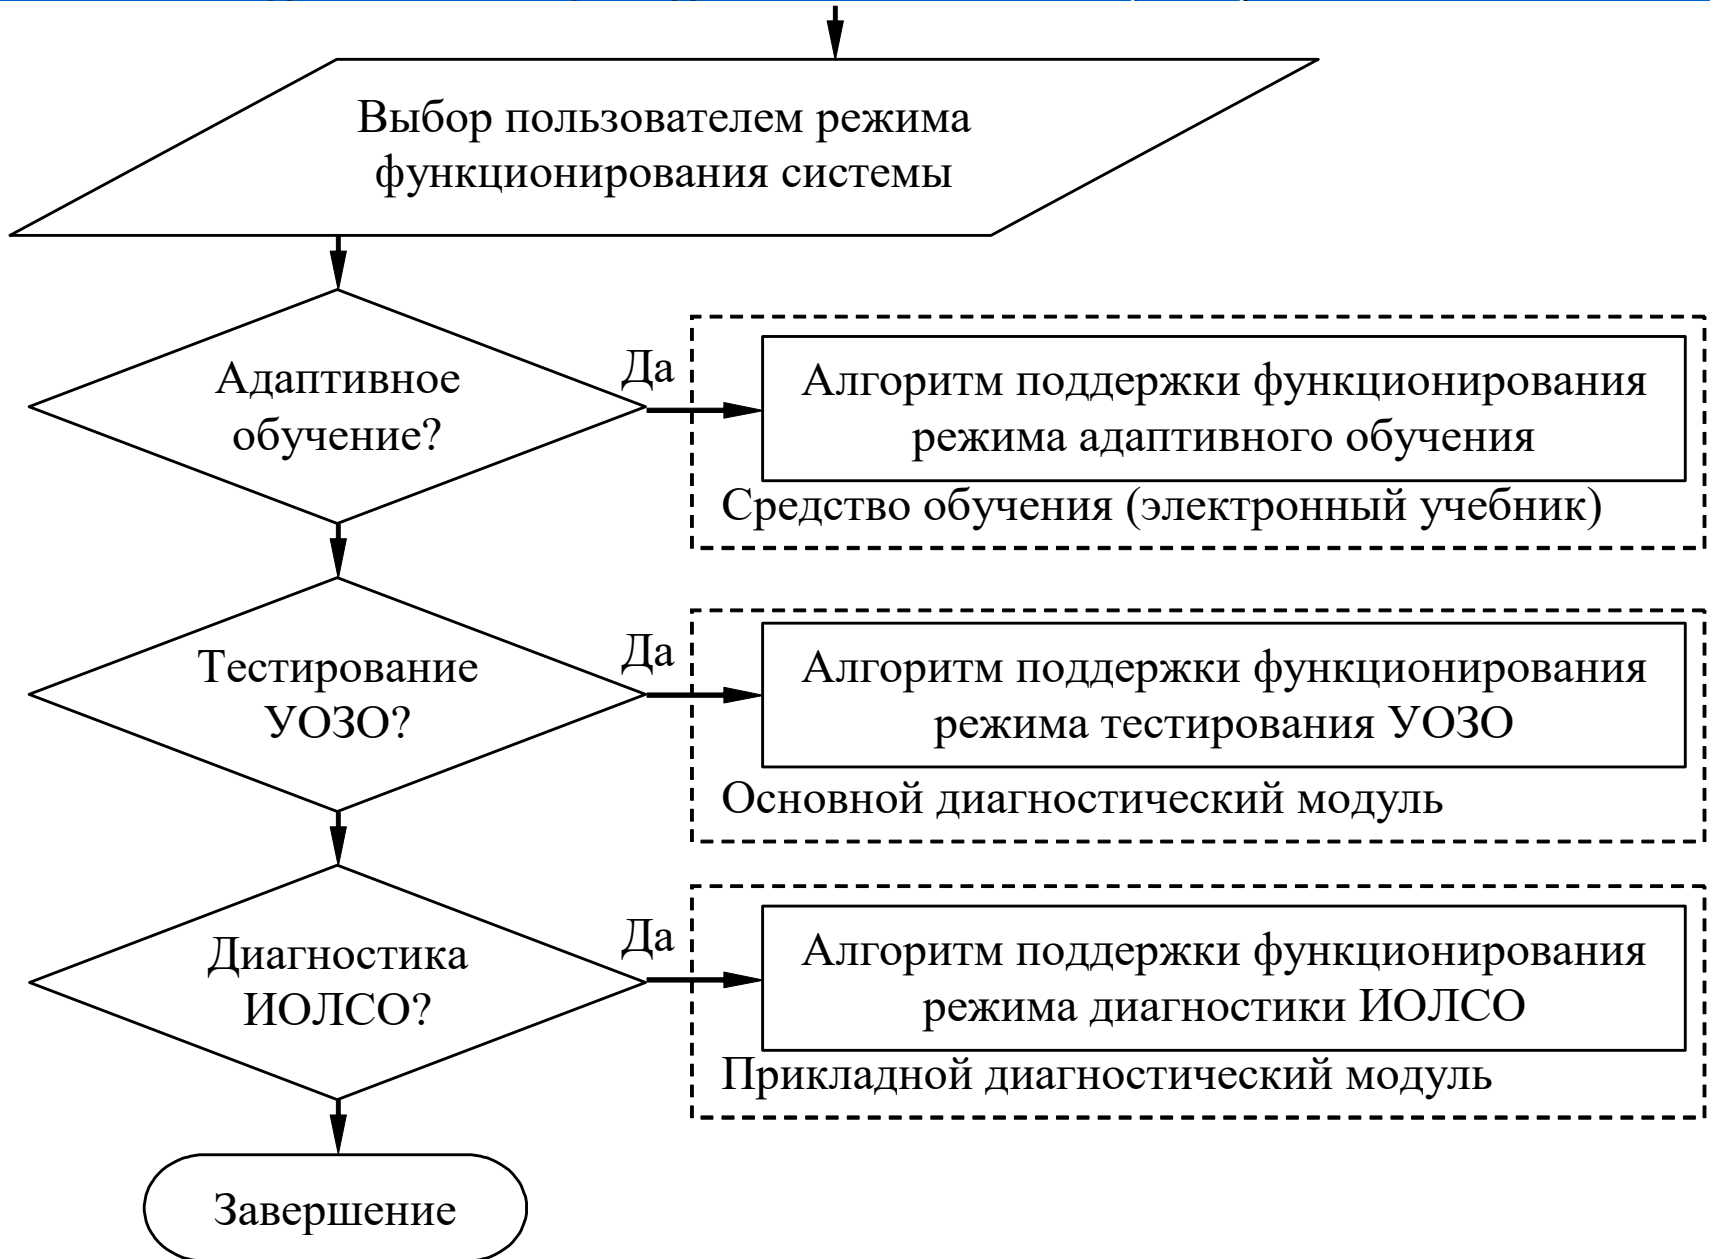 Выбор пользователем режима
функционирования системы
Адаптивное
обучение?
Да
Алгоритм поддержки функционирования
режима адаптивного обучения
Средство обучения (электронный учебник)
Тестирование
УОЗО?
Да
Алгоритм поддержки функционирования
режима тестирования УОЗО
Основной диагностический модуль
Диагностика
ИОЛСО?
Да
Алгоритм поддержки функционирования
режима диагностики ИОЛСО
Прикладной диагностический модуль
Завершение